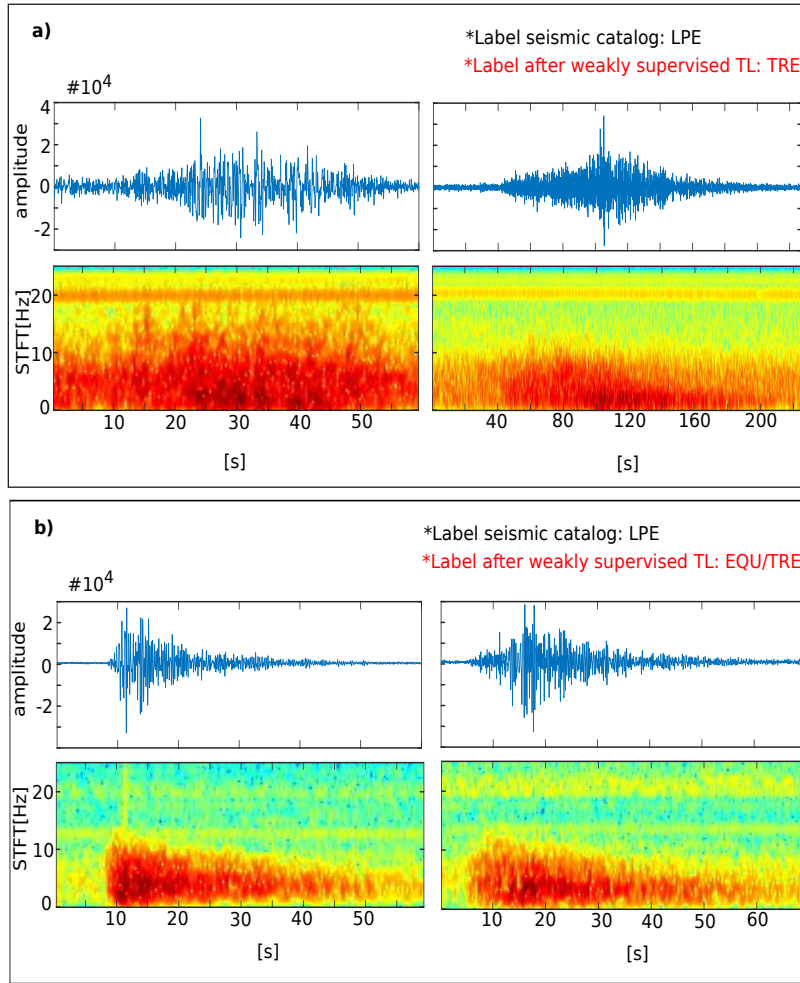 a)
*Label seismic catalog: LPE
*Label after weakly supervised TL: TRE
#10^4
4
2
0
-2
amplitude
20
10
0
STFT[Hz]
10 20 30 40 50
40 80 120 160 200
[s] [s]
b)
*Label seismic catalog: LPE
*Label after weakly supervised TL: EQU/TRE
#10^4
2
0
-2
amplitude
20
10
0
STFT[Hz]
10 20 30 40 50
10 20 30 40 50 60
[s] [s]